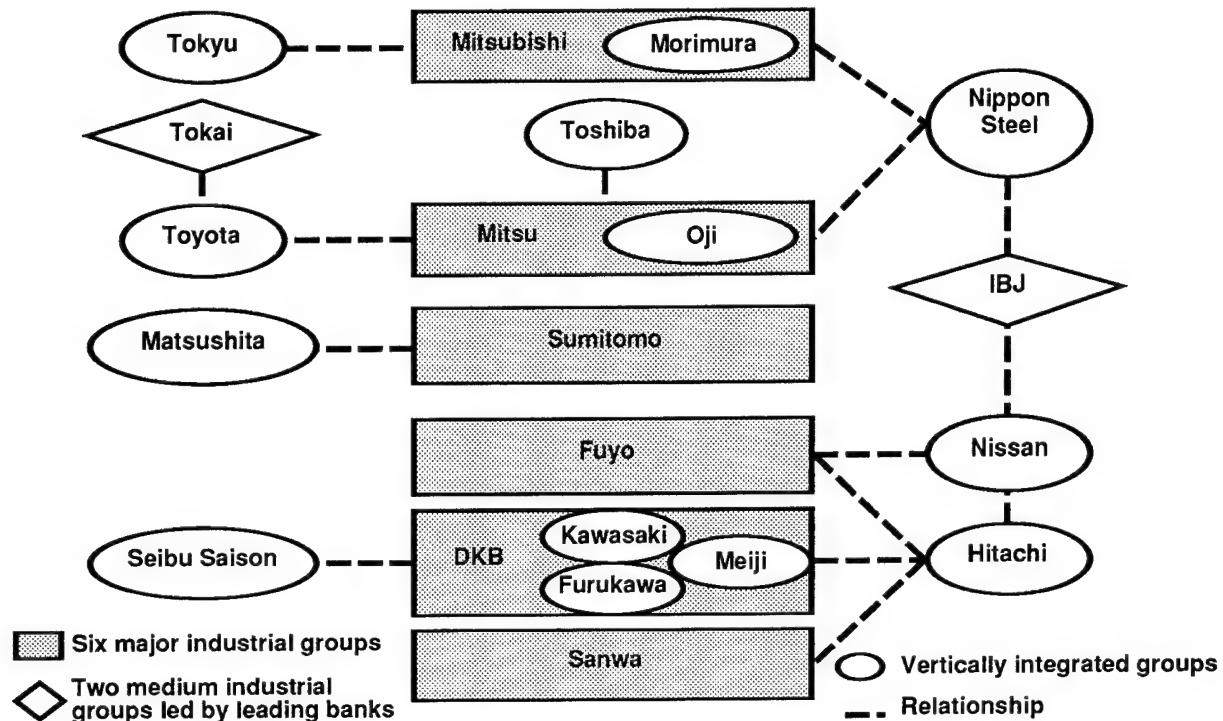 Tokyu
Mitsubishi
Morimura
Nippon
Steel
Tokai
Toshiba
Toyota
Mitsu
Oji
IBJ
Matsushita
Sumitomo
Fuyo
Nissan
Seibu Saison
DKB
Kawasaki
Meiji
Furukawa
Hitachi
Sanwa
Six major industrial groups
Two medium industrial
groups led by leading banks
Vertically integrated groups
Relationship